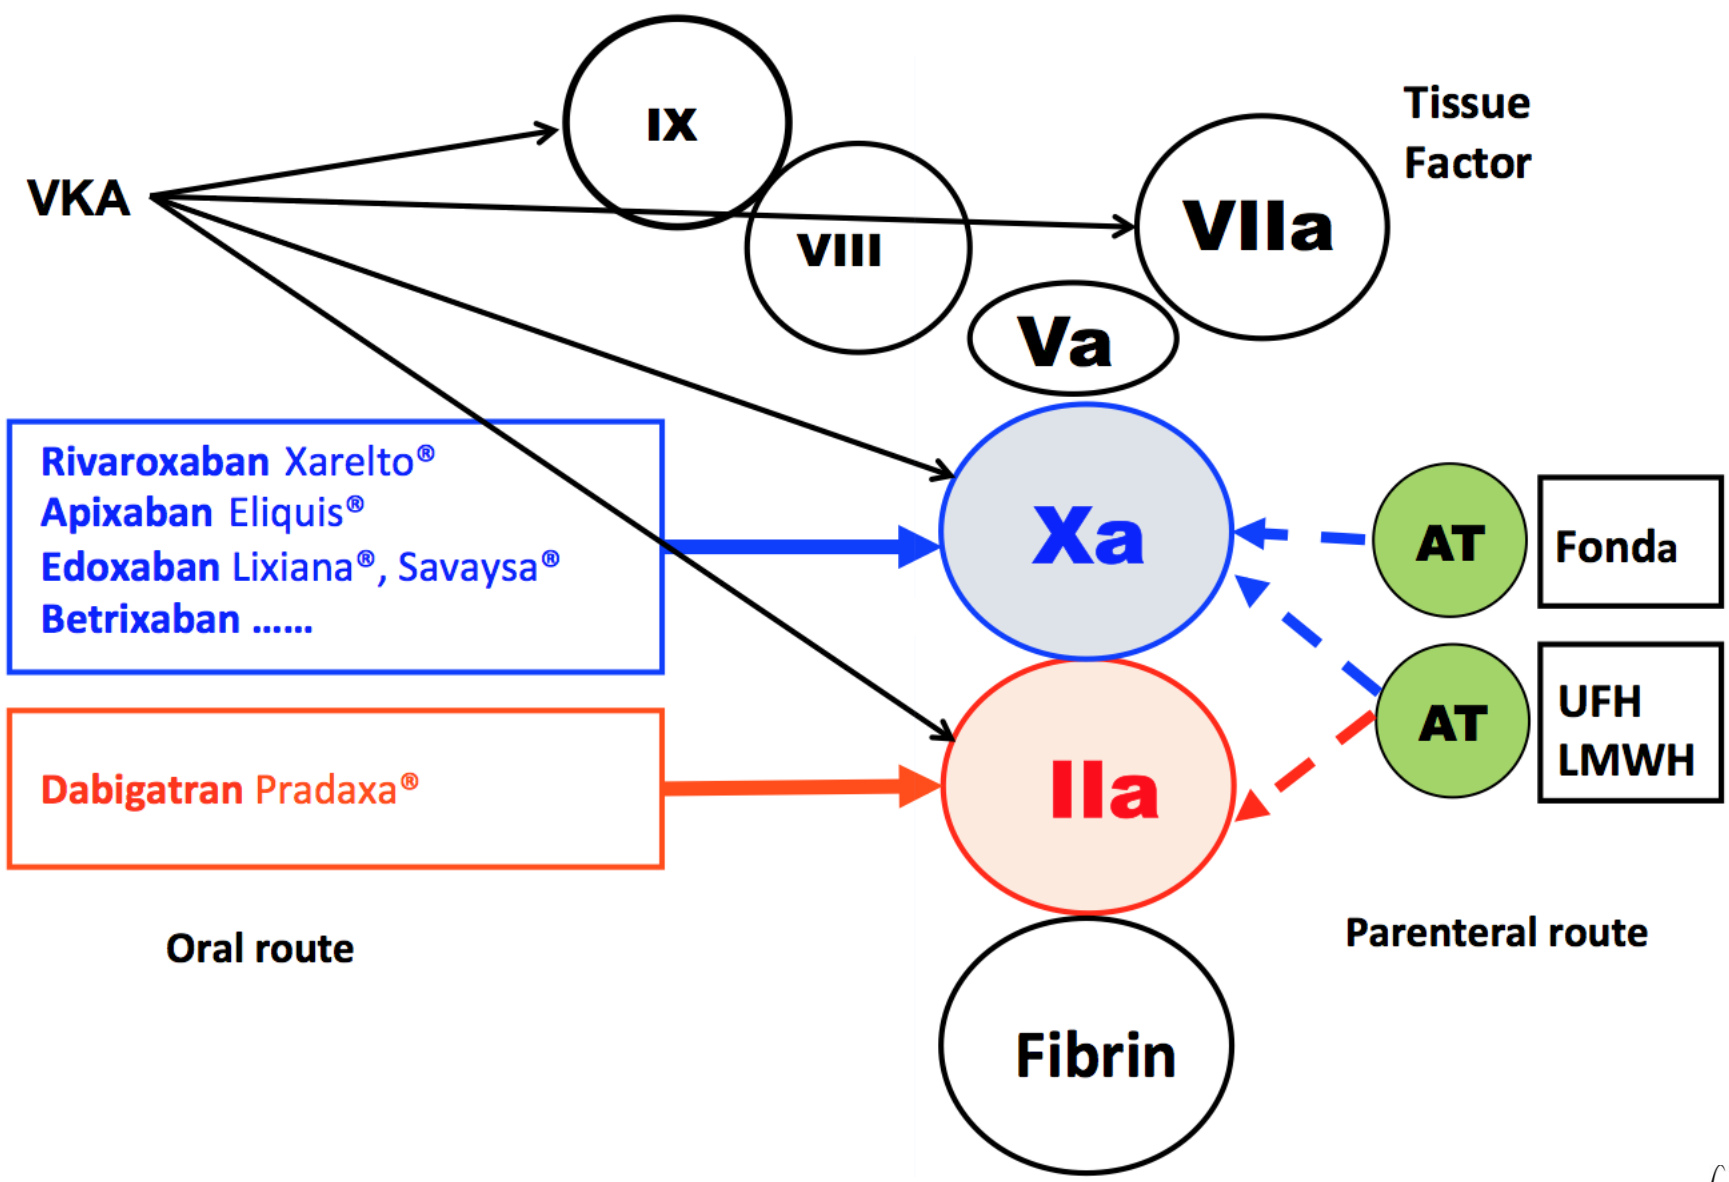 IX
Tissue
Factor
VKA
VIIa
VIII
Va
Rivaroxaban Xarelto®
Apixaban Eliquis®
Edoxaban Lixiana®, Savaysa®
Betrixaban ......
Xa
AT
Fonda
AT
UFH
LMWH
Dabigatran Pradaxa®
IIa
Oral route
Parenteral route
Fibrin